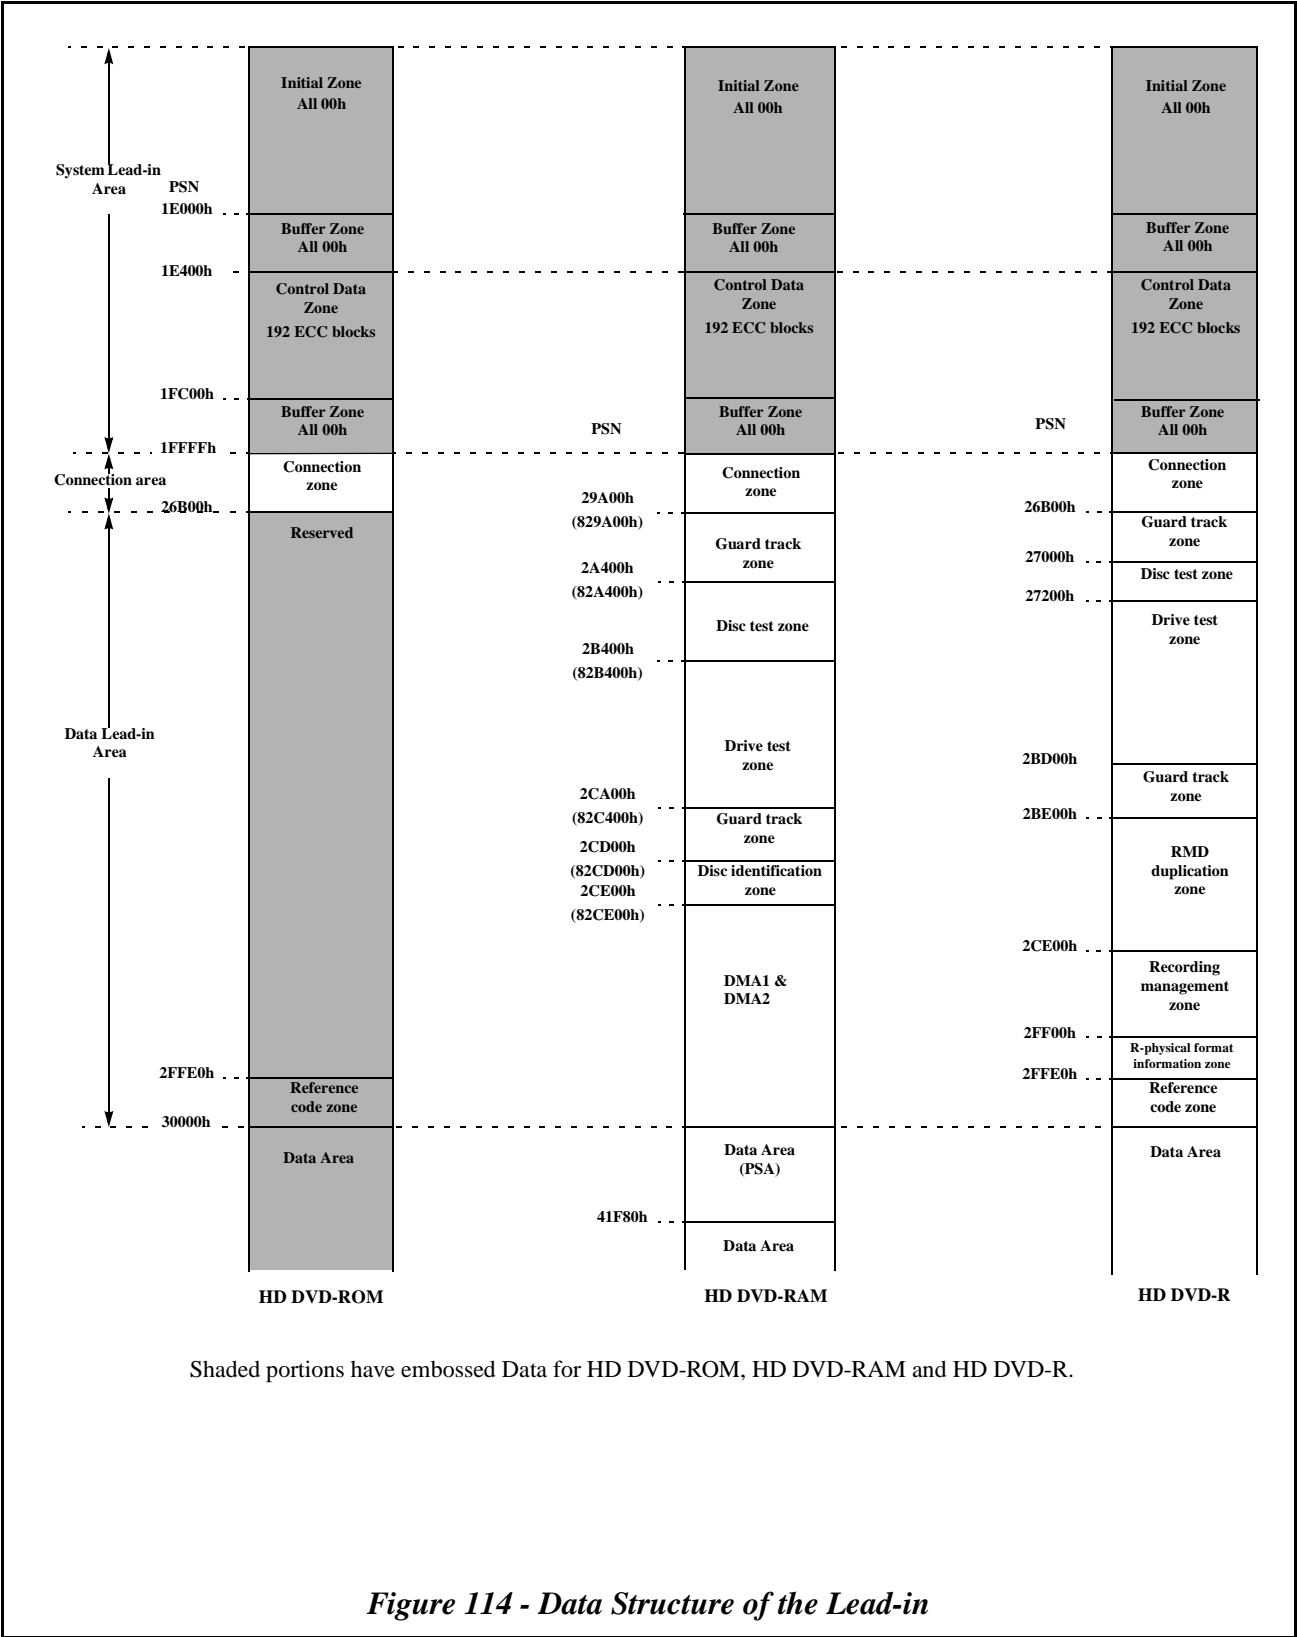 Initial Zone
All 00h
Initial Zone
All 00h
Initial Zone
All 00h
System Lead-in
Area
PSN
1E000h
Buffer Zone
All 00h
Buffer Zone
All 00h
Buffer Zone
All 00h
1E400h
Control Data
Zone
192 ECC blocks
Control Data
Zone
192 ECC blocks
Control Data
Zone
192 ECC blocks
1FC00h
Buffer Zone
All 00h
PSN
Buffer Zone
All 00h
PSN
Buffer Zone
All 00h
1FFFFh
Connection area
Connection
zone
Connection
zone
Connection
zone
26B00h
Reserved
29A00h
(829A00h)
Guard track
zone
2A400h
(82A400h)
Disc test zone
2B400h
(82B400h)
Drive test
zone
2CA00h
(82C400h)
Guard track
zone
2CD00h
(82CD00h)
Disc identification
zone
2CE00h
(82CE00h)
DMA1 &
DMA2
26B00h
Guard track
zone
27000h
Disc test zone
27200h
Drive test
zone
2BD00h
Guard track
zone
2BE00h
RMD
duplication
zone
2CE00h
Recording
management
zone
2FF00h
R-physical format
information zone
2FFE0h
Reference
code zone
Data Lead-in
Area
2FFE0h
Reference
code zone
30000h
Data Area
Data Area
(PSA)
41F80h
Data Area
Data Area
HD DVD-ROM
HD DVD-RAM
HD DVD-R
Shaded portions have embossed Data for HD DVD-ROM, HD DVD-RAM and HD DVD-R.
Figure 114 - Data Structure of the Lead-in